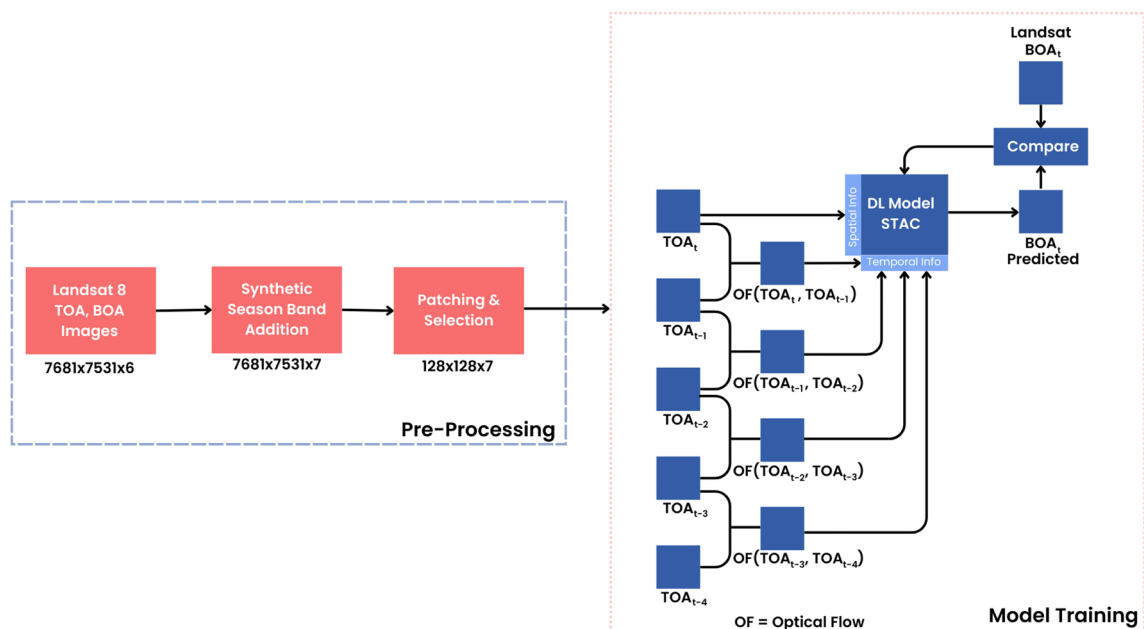 Landsat 8
TOA, BOA
Images
7681x7531x6
Synthetic
Season Band
Addition
7681x7531x7
Patching &
Selection
128x128x7
Pre-Processing
Landsat
BOAₜ
Compare
BOAₜ
Predicted
DL Model
STAC
Spatial Info
Temporal Info
TOAₜ
OF(TOAₜ, TOAₜ₋₁)
TOAₜ₋₁
OF(TOAₜ₋₁, TOAₜ₋₂)
TOAₜ₋₂
OF(TOAₜ₋₂, TOAₜ₋₃)
TOAₜ₋₃
OF(TOAₜ₋₃, TOAₜ₋₄)
TOAₜ₋₄
OF = Optical Flow
Model Training